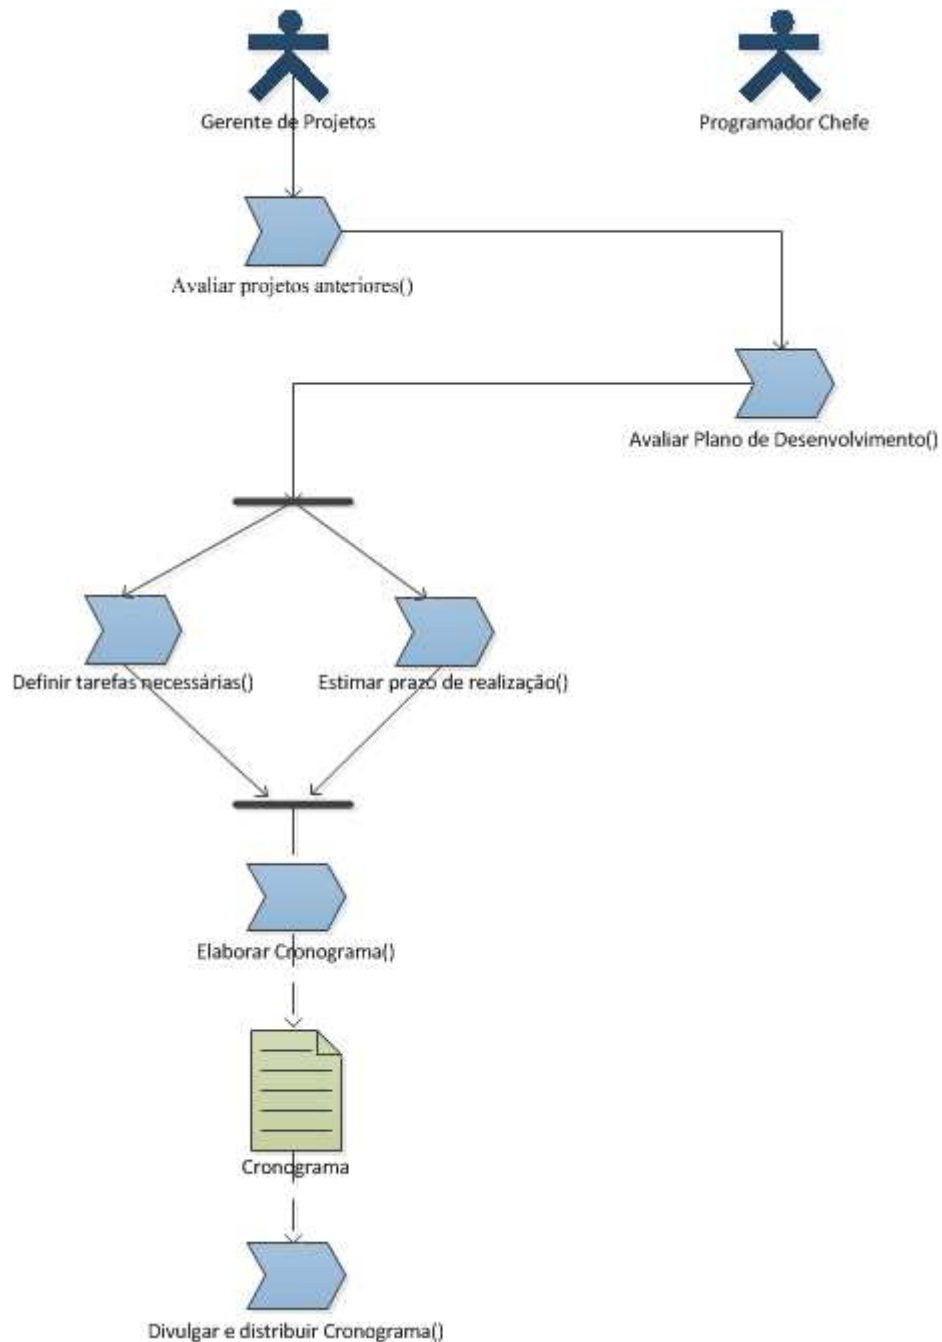 Gerente de Projetos
Programador Chefe
Avaliar projetos anteriores()
Avaliar Plano de Desenvolvimento()
Definir tarefas necessárias()
Estimar prazo de realização()
Elaborar Cronograma()
Cronograma
Divulgar e distribuir Cronograma()